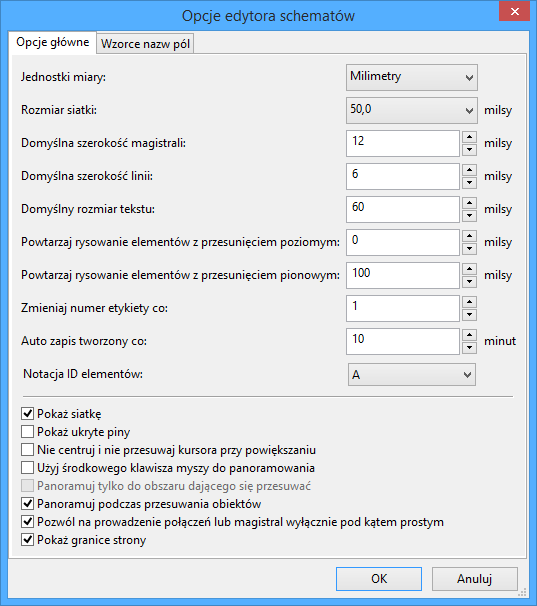 Opcje edytora schematów
Opcje główne Wzorce nazw pól
Jednostki miary: Milimetry
Rozmiar siatki: 50,0 milsy
Domyślna szerokość magistrali: 12 milsy
Domyślna szerokość linii: 6 milsy
Domyślny rozmiar tekstu: 60 milsy
Powtarzaj rysowanie elementów z przesunięciem poziomym: 0 milsy
Powtarzaj rysowanie elementów z przesunięciem pionowym: 100 milsy
Zmieniaj numer etykiety co: 1
Auto zapis tworzony co: 10 minut
Notacja ID elementów: A
Pokaż siatkę
Pokaż ukryte piny
Nie centruj i nie przesuwaj kursora przy powiększaniu
Użyj środkowego klawisza myszy do panoramowania
Panoramuj tylko do obszaru dającego się przesuwać
Panoramuj podczas przesuwania obiektów
Pozwól na prowadzenie połączeń lub magistral wyłącznie pod kątem prostym
Pokaż granice strony
OK Anuluj